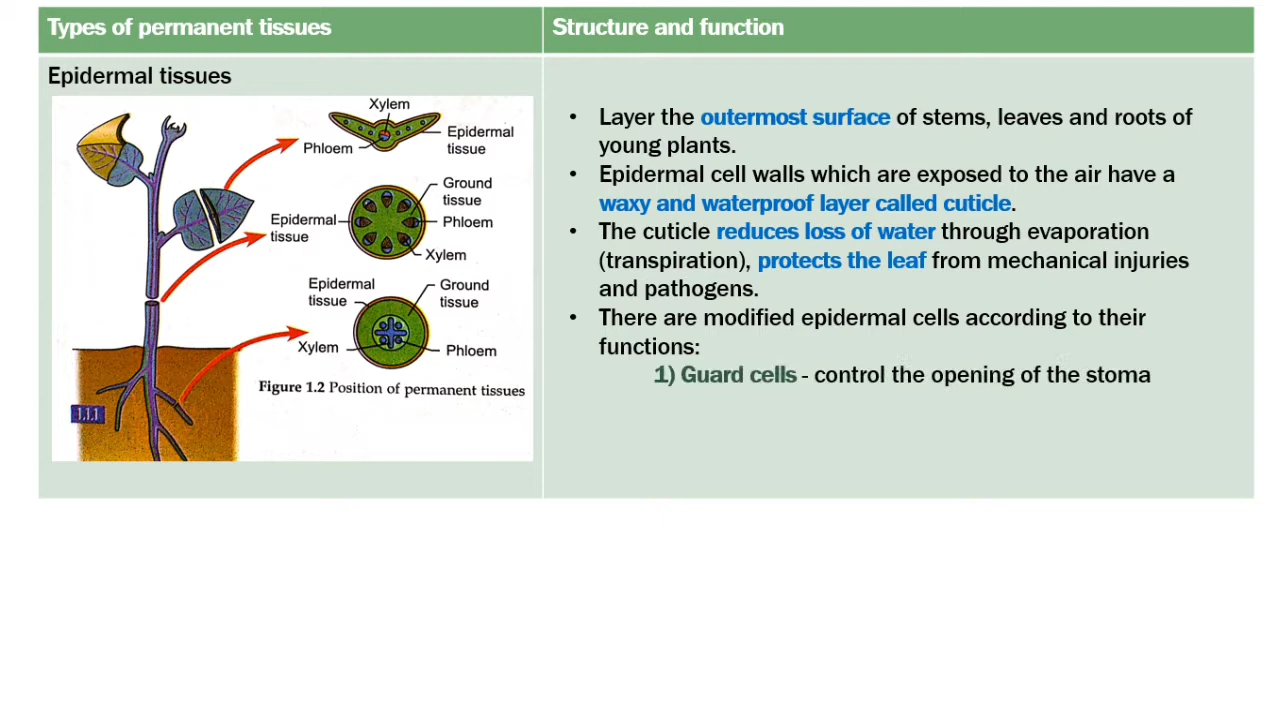 Types of permanent tissues
Structure and function
Epidermal tissues
Xylem
Epidermal
tissue
Phloem
Ground
tissue
Epidermal
tissue
Phloem
Xylem
Epidermal
tissue
Ground
tissue
Xylem
Phloem
Figure 1.2 Position of permanent tissues
1.1.1
• Layer the outermost surface of stems, leaves and roots of
young plants.
• Epidermal cell walls which are exposed to the air have a
waxy and waterproof layer called cuticle.
• The cuticle reduces loss of water through evaporation
(transpiration), protects the leaf from mechanical injuries
and pathogens.
• There are modified epidermal cells according to their
functions:
1) Guard cells - control the opening of the stoma